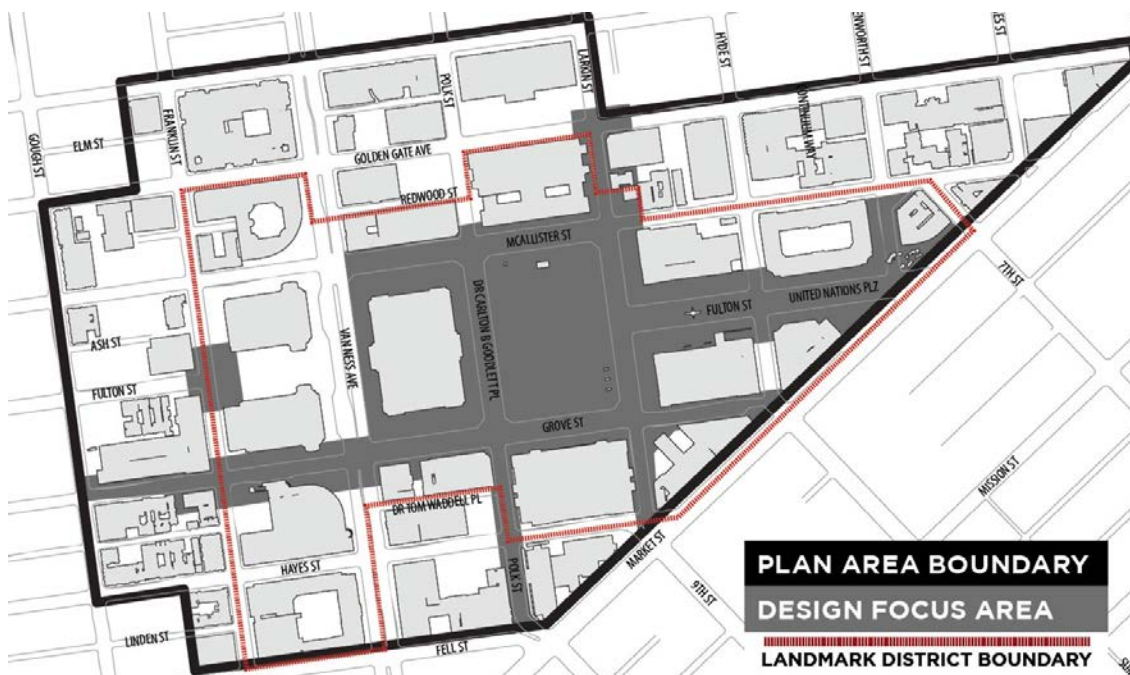 POLK ST
LARKIN ST
HYDE ST
GOUGH ST
ELM ST
FRANKLIN ST
GOLDEN GATE AVE
REDWOOD ST
MCALLISTER ST
DR CARLTON B GOODLETT PL
FULTON ST
UNITED NATIONS PLZ
7TH ST
VAN NESS AVE
ASH ST
FULTON ST
GROVE ST
MISSION ST
DR TOM WADDELL PL
HAYES ST
POLK ST
MARKET ST
9TH ST
LINDEN ST
FELL ST
PLAN AREA BOUNDARY
DESIGN FOCUS AREA
LANDMARK DISTRICT BOUNDARY